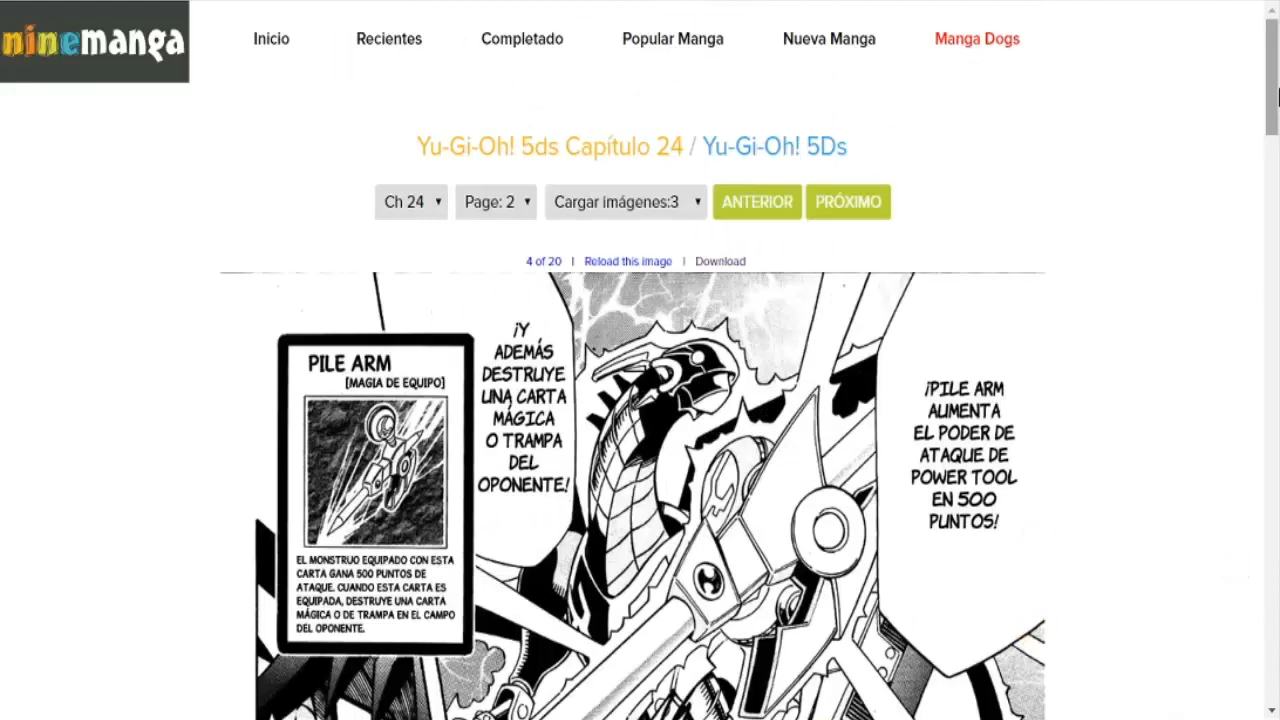 ninemanga
Inicio
Recientes
Completado
Popular Manga
Nueva Manga
Manga Dogs
Yu-Gi-Oh! 5ds Capítulo 24 / Yu-Gi-Oh! 5Ds
Ch 24
Page: 2
Cargar imágenes:3
ANTERIOR
PRÓXIMO
4 of 20 | Reload this image | Download
PILE ARM
[MAGIA DE EQUIPO]
EL MONSTRUO EQUIPADO CON ESTA
CARTA GANA 500 PUNTOS DE
ATAQUE. CUANDO ESTA CARTA ES
EQUIPADA, DESTRUYE UNA CARTA
MÁGICA O DE TRAMPA EN EL CAMPO
DEL OPONENTE.
¡Y
ADEMÁS
DESTRUYE
UNA CARTA
MÁGICA
O TRAMPA
DEL
OPONENTE!
¡PILE ARM
AUMENTA
EL PODER DE
ATAQUE DE
POWER TOOL
EN 500
PUNTOS!